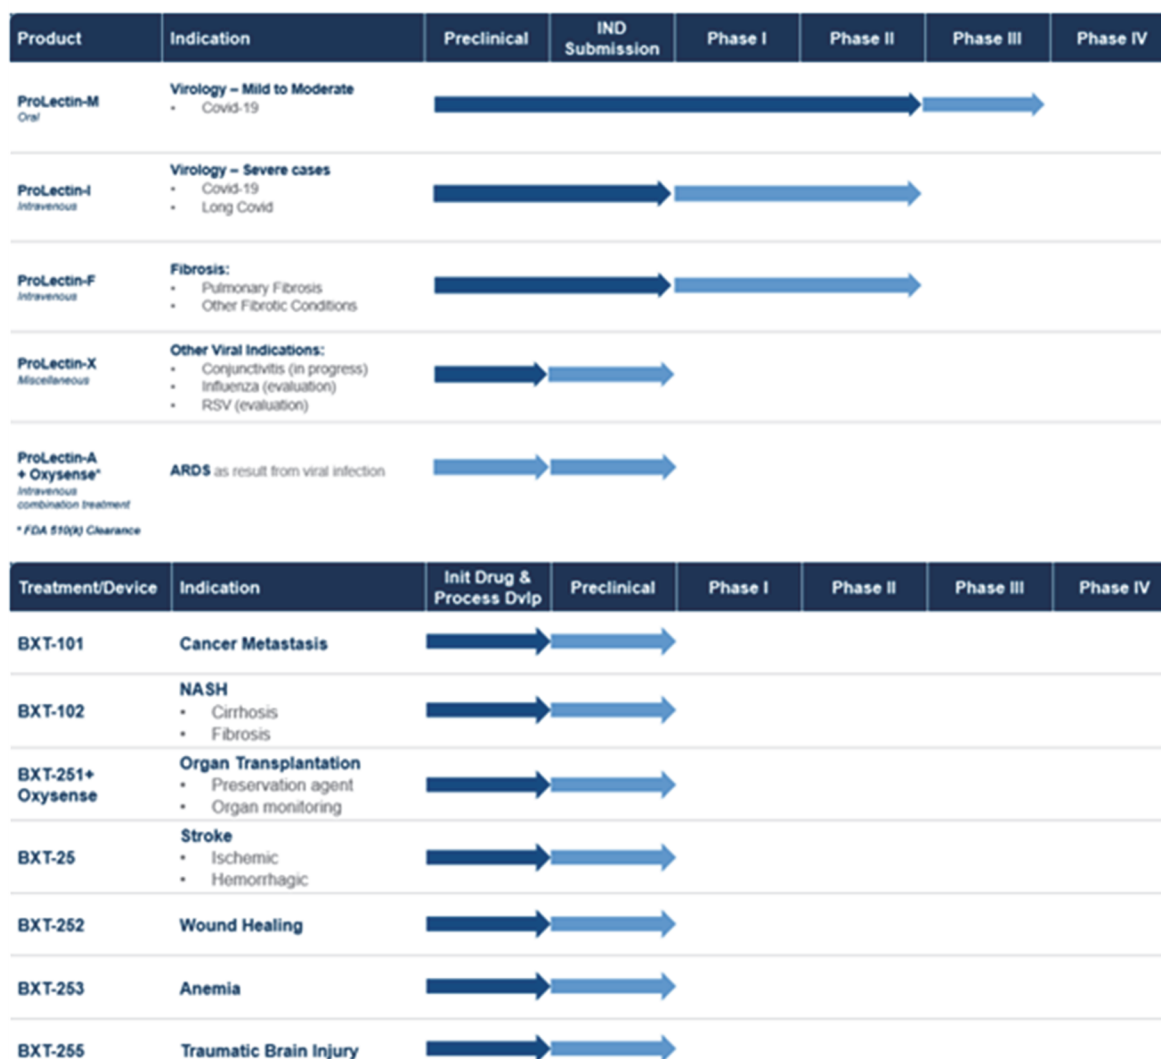 Product Indication Preclinical IND Submission Phase I Phase II Phase III Phase IV
ProLectin-M
Oral
Virology – Mild to Moderate
• Covid-19
ProLectin-I
Intravenous
Virology – Severe cases
• Covid-19
• Long Covid
ProLectin-F
Intravenous
Fibrosis:
• Pulmonary Fibrosis
• Other Fibrotic Conditions
ProLectin-X
Miscellaneous
Other Viral Indications:
• Conjunctivitis (in progress)
• Influenza (evaluation)
• RSV (evaluation)
ProLectin-A
+ Oxysense*
Intravenous
combination treatment
* FDA 510(k) Clearance
ARDS as result from viral infection
Treatment/Device Indication Init Drug & Process Dvlp Preclinical Phase I Phase II Phase III Phase IV
BXT-101
Cancer Metastasis
BXT-102
NASH
• Cirrhosis
• Fibrosis
BXT-251+
Oxysense
Organ Transplantation
• Preservation agent
• Organ monitoring
BXT-25
Stroke
• Ischemic
• Hemorrhagic
BXT-252
Wound Healing
BXT-253
Anemia
BXT-255
Traumatic Brain Injury